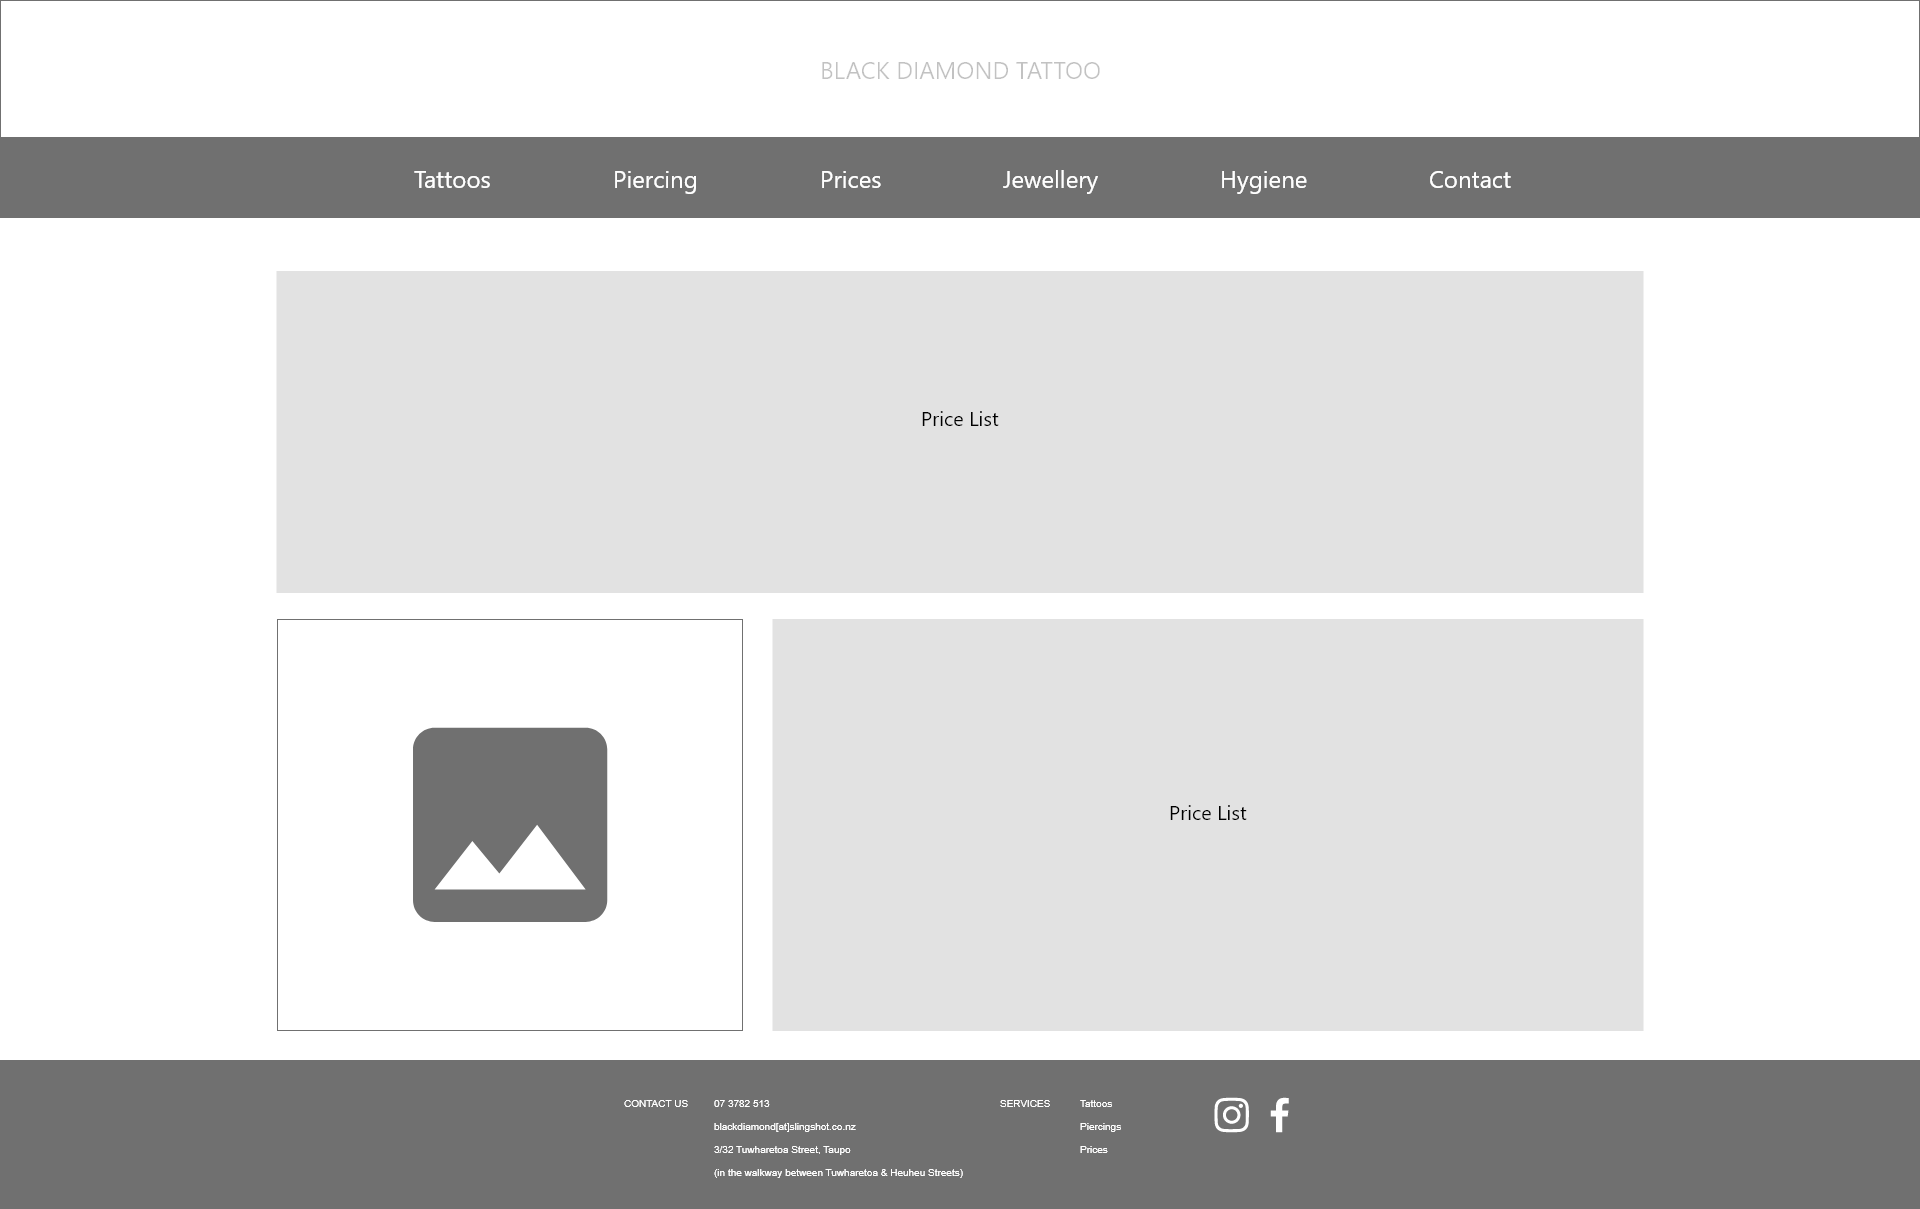 BLACK DIAMOND TATTOO
Tattoos Piercing Prices Jewellery Hygiene Contact
Price List
Price List
CONTACT US 07 3782 513 SERVICES Tattoos
blackdiamond[at]slingshot.co.nz Piercings
3/32 Tuwharetoa Street, Taupo Prices
(in the walkway between Tuwharetoa & Heuheu Streets)